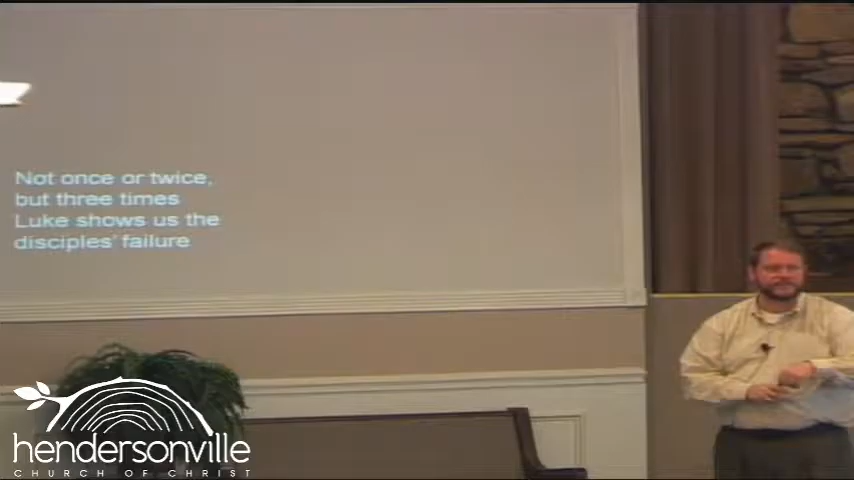 Not once or twice,
but three times
Luke shows us the
disciples' failure
hendersonville
CHURCH OF CHRIST